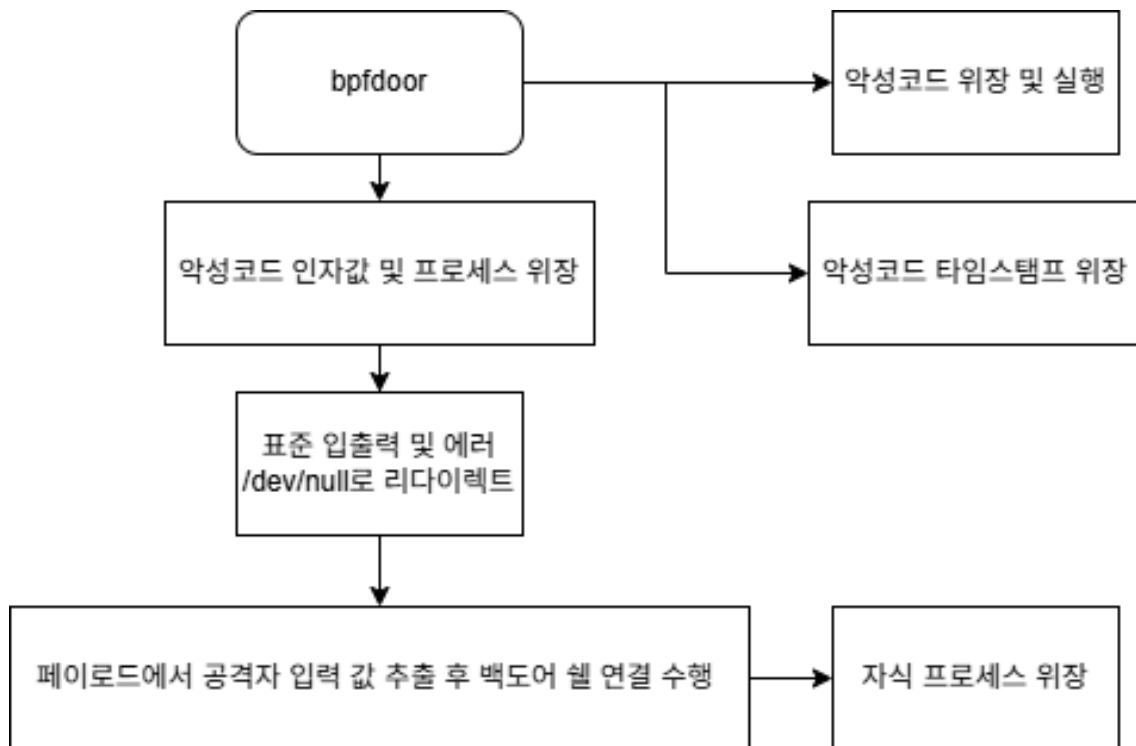 bpfdoor
악성코드 위장 및 실행
악성코드 인자값 및 프로세스 위장
악성코드 타임스탬프 위장
표준 입출력 및 에러
/dev/null로 리다이렉트
페이로드에서 공격자 입력 값 추출 후 백도어 쉘 연결 수행
자식 프로세스 위장